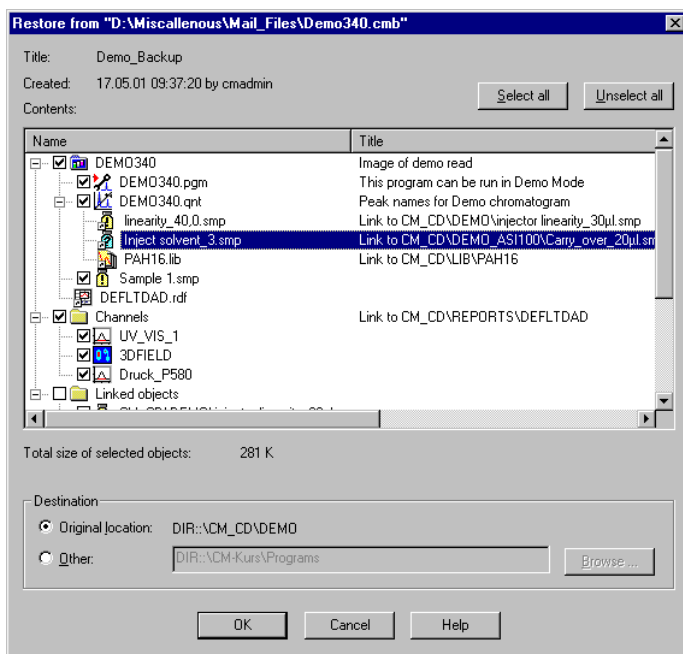 Restore from "D:\Miscallenous\Mail_Files\Demo340.cmb"
Title: Demo_Backup
Created: 17.05.01 09:37:20 by cmadmin
Select all Unselect all
Contents:
Name Title
DEMO340 Image of demo read
DEMO340.pgm This program can be run in Demo Mode
DEMO340.qnt Peak names for Demo chromatogram
linearity_40,0.smp Link to CM_CD\DEMO\injector linearity_30µl.smp
Inject solvent_3.smp Link to CM_CD\DEMO_ASI100\Carry_over_20µl.sm
PAH16.lib Link to CM_CD\LIB\PAH16
Sample 1.smp
DEFLTDAD.rdf
Channels Link to CM_CD\REPORTS\DEFLTDAD
UV_VIS_1
3DFIELD
Druck_P580
Linked objects
Total size of selected objects: 281 K
Destination
Original location: DIR::\CM_CD\DEMO
Other: DIR::\CM-Kurs\Programs Browse ...
OK Cancel Help